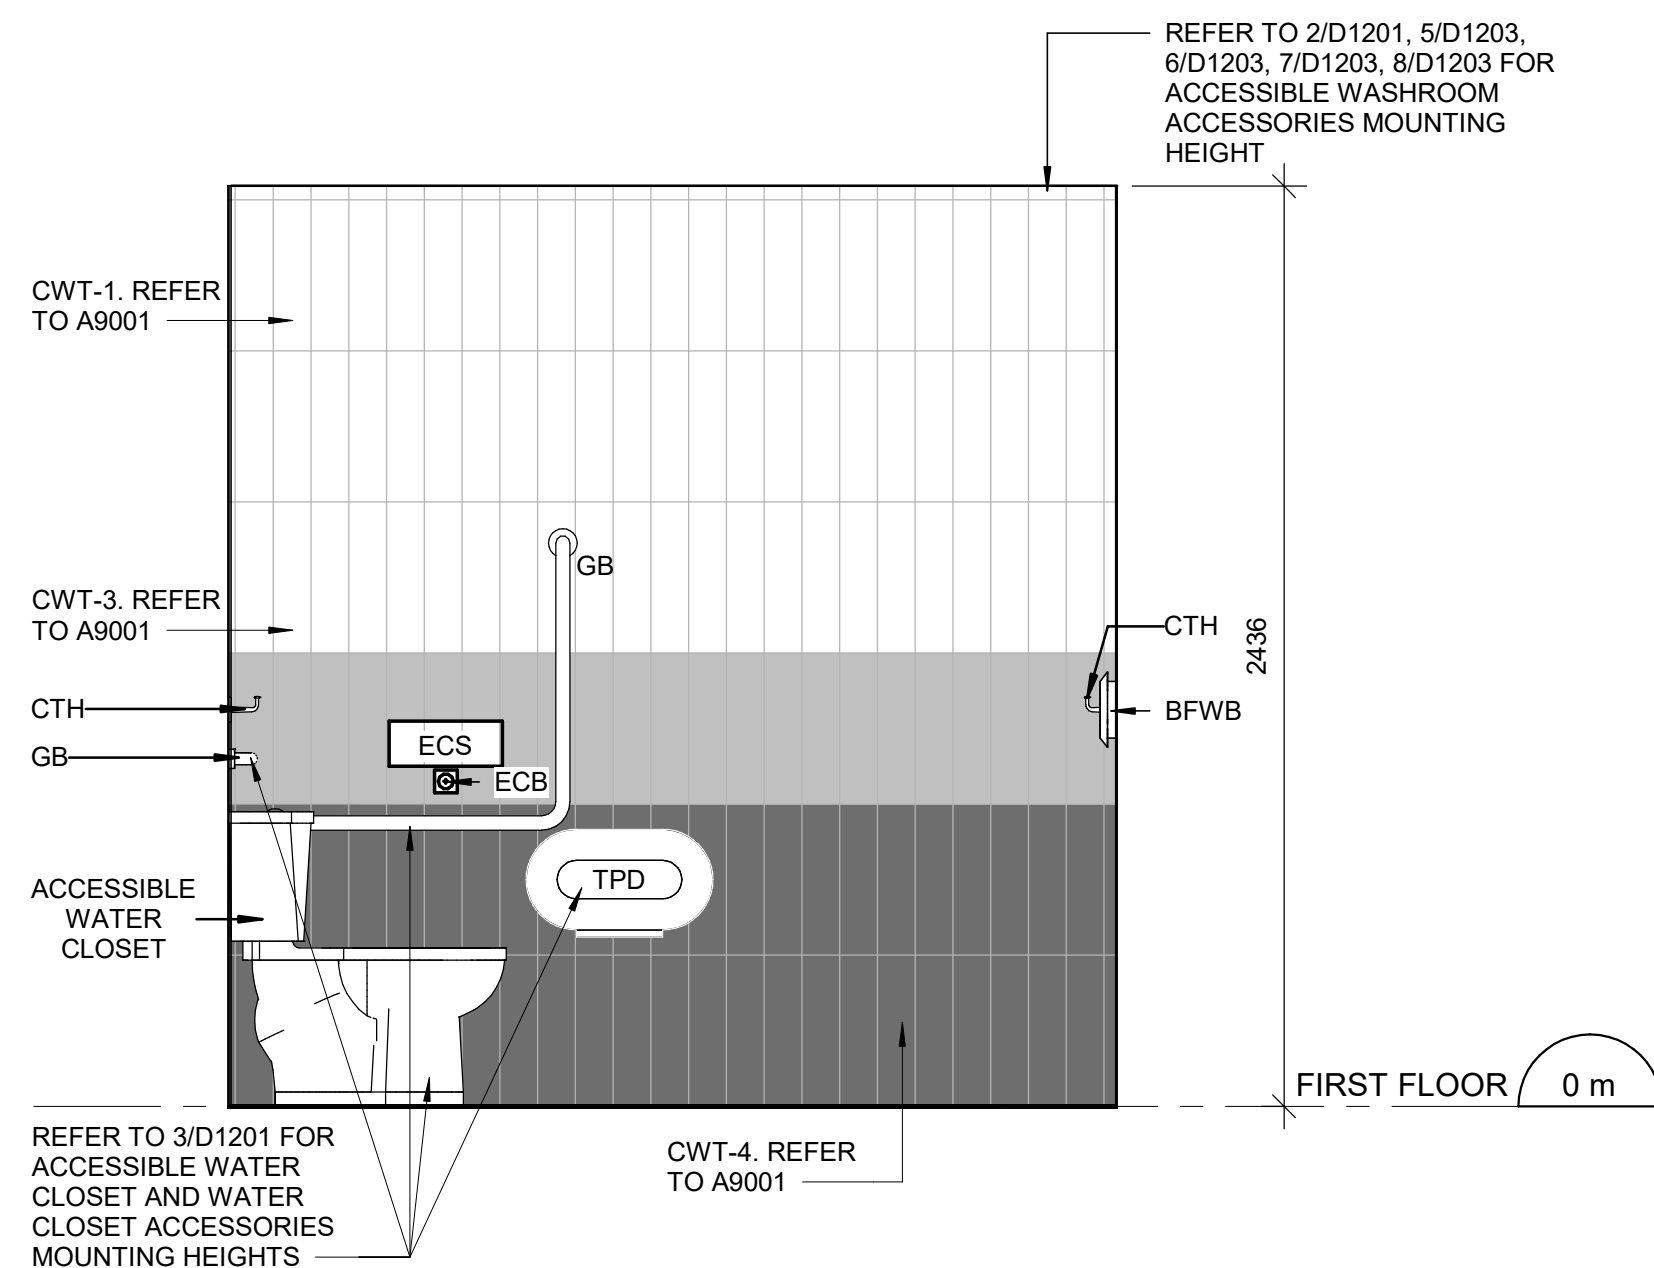 REFER TO 2/D1201, 5/D1203,
6/D1203, 7/D1203, 8/D1203 FOR
ACCESSIBLE WASHROOM
ACCESSORIES MOUNTING
HEIGHT
CWT-1. REFER
TO A9001
GB
CWT-3. REFER
TO A9001
CTH
2436
CTH
BFWB
GB
ECS
ECB
TPD
ACCESSIBLE
WATER
CLOSET
FIRST FLOOR
0 m
REFER TO 3/D1201 FOR
ACCESSIBLE WATER
CLOSET AND WATER
CLOSET ACCESSORIES
MOUNTING HEIGHTS
CWT-4. REFER
TO A9001